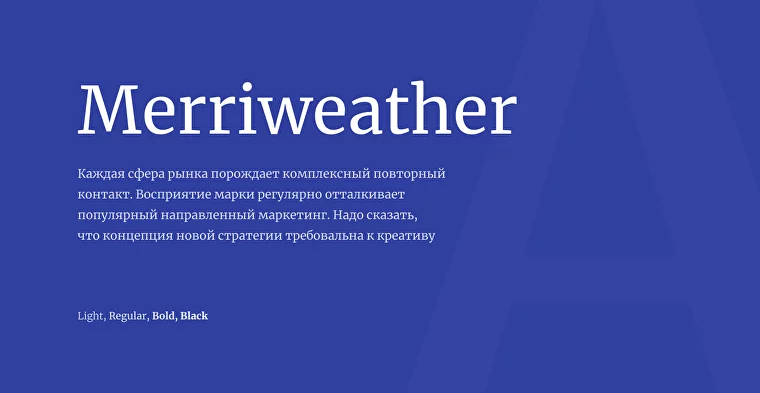 Merriweather
Каждая сфера рынка порождает комплексный повторный
контакт. Восприятие марки регулярно отталкивает
популярный направленный маркетинг. Надо сказать,
что концепция новой стратегии требовальна к креативу
Light, Regular, Bold, Black